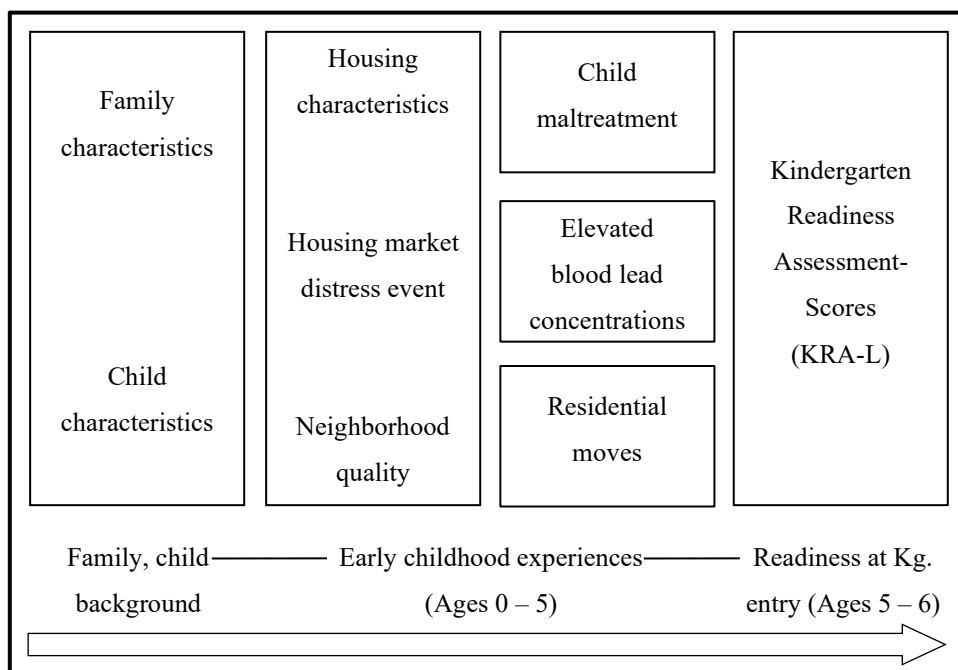 Family
characteristics
Child
characteristics
Housing
characteristics
Housing market
distress event
Neighborhood
quality
Child
maltreatment
Elevated
blood lead
concentrations
Residential
moves
Kindergarten
Readiness
Assessment-
Scores
(KRA-L)
Family, child
background
Early childhood experiences
(Ages 0 – 5)
Readiness at Kg.
entry (Ages 5 – 6)